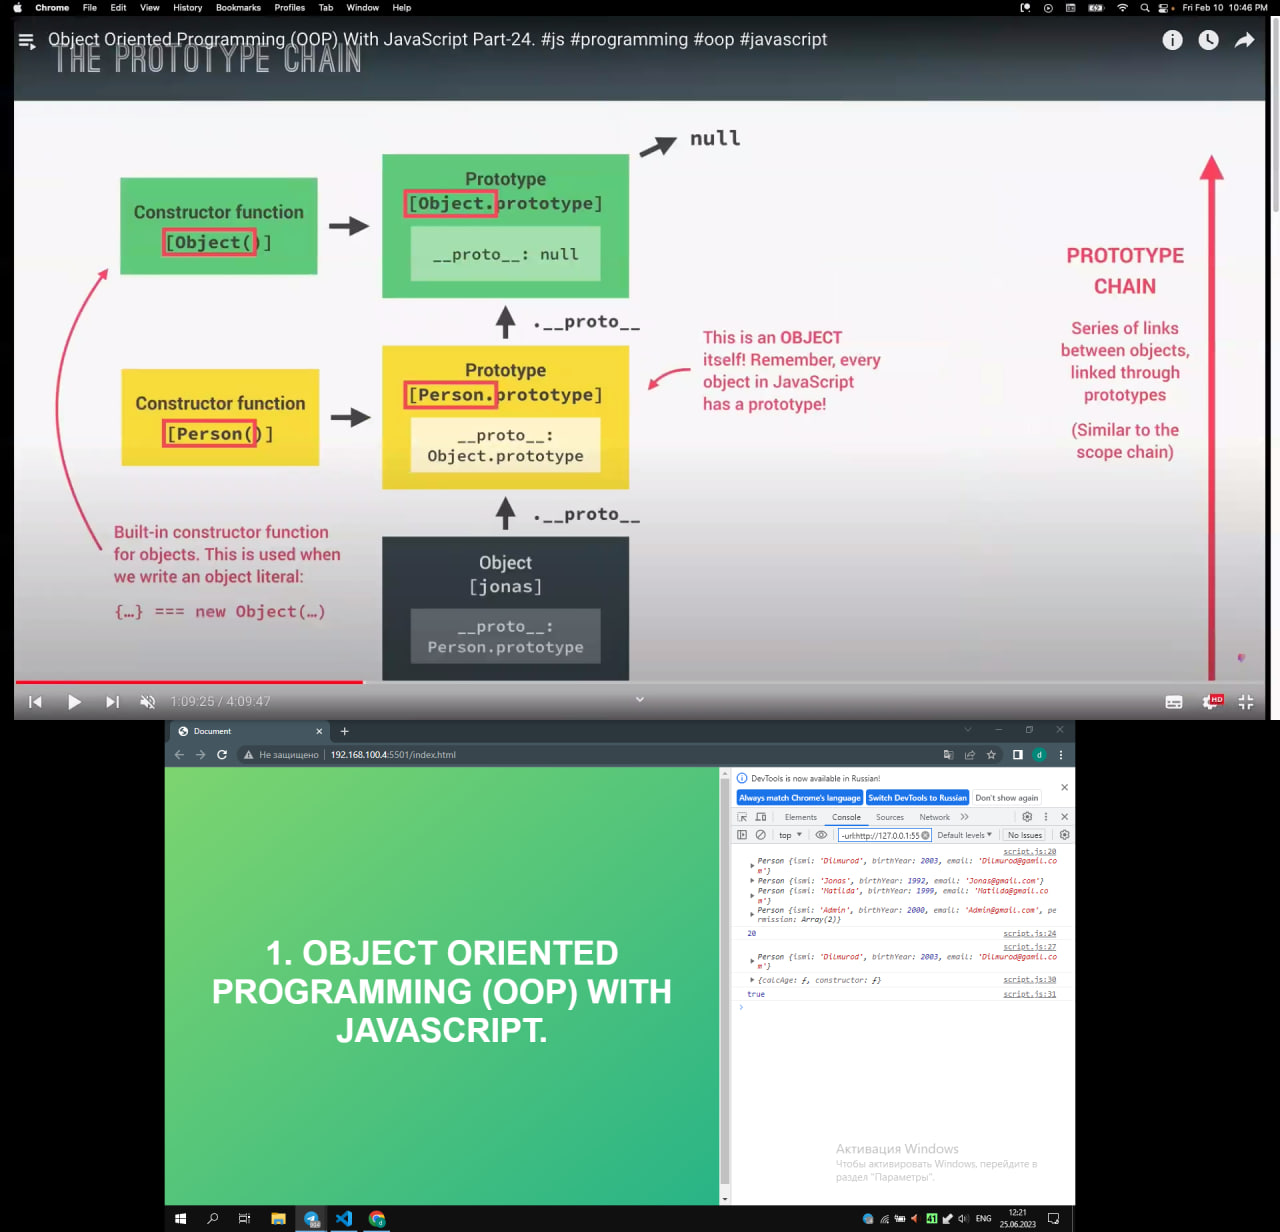 Chrome File Edit View History Bookmarks Profiles Tab Window Help Fri Feb 10 10:46 PM
Object Oriented Programming (OOP) With JavaScript Part-24. #js #programming #oop #javascript
THE PROTOTYPE CHAIN
null
Prototype
[Object.prototype]
__proto__: null
Constructor function
[Object()]
.__proto__
Prototype
[Person.prototype]
__proto__:
Object.prototype
Constructor function
[Person()]
This is an OBJECT
itself! Remember, every
object in JavaScript
has a prototype!
PROTOTYPE
CHAIN
Series of links
between objects,
linked through
prototypes
(Similar to the
scope chain)
.__proto__
Built-in constructor function
for objects. This is used when
we write an object literal:
{…} === new Object(…)
Object
[jonas]
__proto__:
Person.prototype
1:09:25 / 4:09:47
HD
Document
Не защищено 192.168.100.4:5501/index.html
d
DevTools is now available in Russian!
Always match Chrome's language Switch DevTools to Russian Don't show again
Elements Console Sources Network
top -url:http://127.0.0.1:55 Default levels No Issues
script.js:20
Person {ismi: 'Dilmurod', birthYear: 2003, email: 'Dilmurod@gamil.co
m'}
Person {ismi: 'Jonas', birthYear: 1992, email: 'Jonas@gmail.com'}
Person {ismi: 'Matilda', birthYear: 1999, email: 'Matilda@gmail.co
m'}
Person {ismi: 'Admin', birthYear: 2000, email: 'Admin@gmail.com', pe
rmission: Array(2)}
20 script.js:24
script.js:27
Person {ismi: 'Dilmurod', birthYear: 2003, email: 'Dilmurod@gamil.co
m'}
{calcAge: ƒ, constructor: ƒ} script.js:30
true script.js:31
1. OBJECT ORIENTED
PROGRAMMING (OOP) WITH
JAVASCRIPT.
Активация Windows
Чтобы активировать Windows, перейдите в
раздел "Параметры".
41 ENG 12:21
25.06.2023